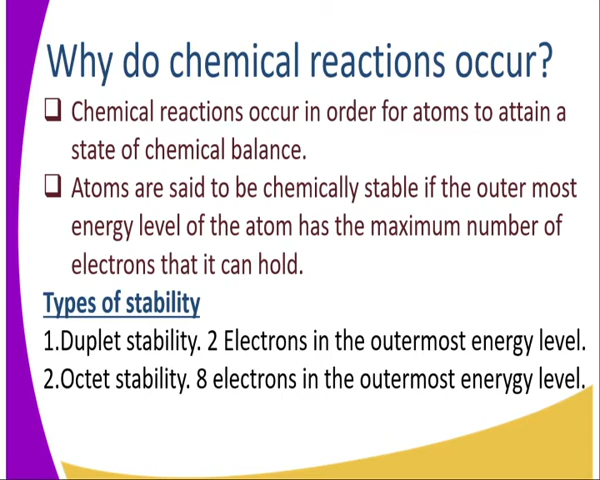 Why do chemical reactions occur?
❑ Chemical reactions occur in order for atoms to attain a
state of chemical balance.
❑ Atoms are said to be chemically stable if the outer most
energy level of the atom has the maximum number of
electrons that it can hold.
Types of stability
1.Duplet stability. 2 Electrons in the outermost energy level.
2.Octet stability. 8 electrons in the outermost enerygy level.